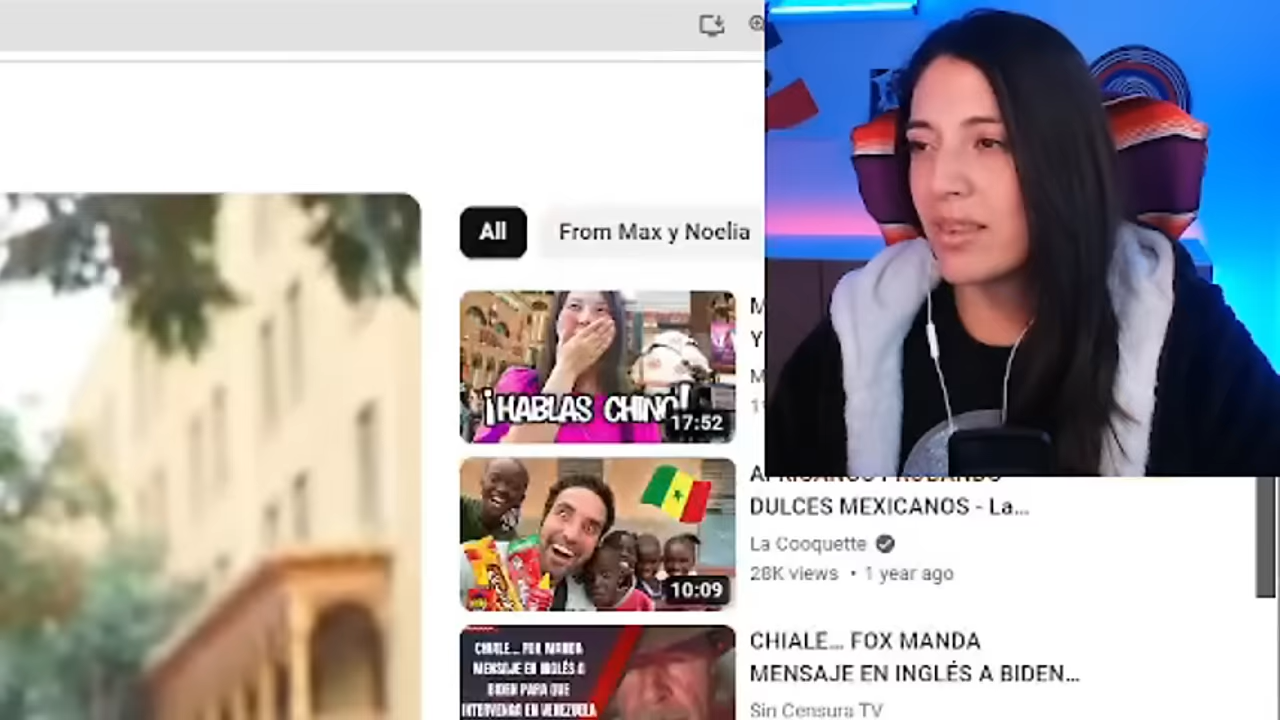 All
From Max y Noelia
¡HABLAS CHINO!
17:52
M
Y
M
DULCES MEXICANOS - La...
La Cooquette
28K views • 1 year ago
10:09
CHIALE... FOX MANDA
MENSAJE EN INGLÉS A
BIDEN PARA QUE
INTERVENGA EN VENEZUELA
CHIALE... FOX MANDA
MENSAJE EN INGLÉS A BIDEN...
Sin Censura TV